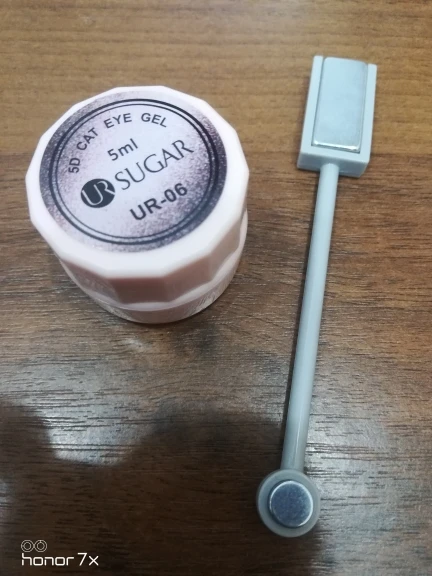 5D CAT EYE GEL
5ml
UR SUGAR
UR-06
honor 7x